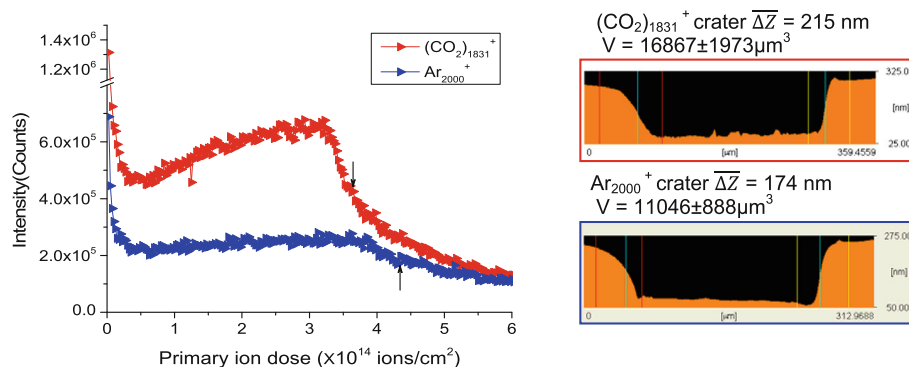 1.4x10⁶
1.2x10⁶
6.0x10⁵
4.0x10⁵
2.0x10⁵
0.0
Intensity(Counts)
(CO₂)₁₈₃₁⁺
Ar₂₀₀₀⁺
0 1 2 3 4 5 6
Primary ion dose (×10¹⁴ ions/cm²)
(CO₂)₁₈₃₁⁺ crater ΔZ̅ = 215 nm
V = 16867±1973µm³
325.00
[nm]
25.00
0 [µm] 359.4559
Ar₂₀₀₀⁺ crater ΔZ̅ = 174 nm
V = 11046±888µm³
275.00
[nm]
50.00
0 [µm] 312.9688